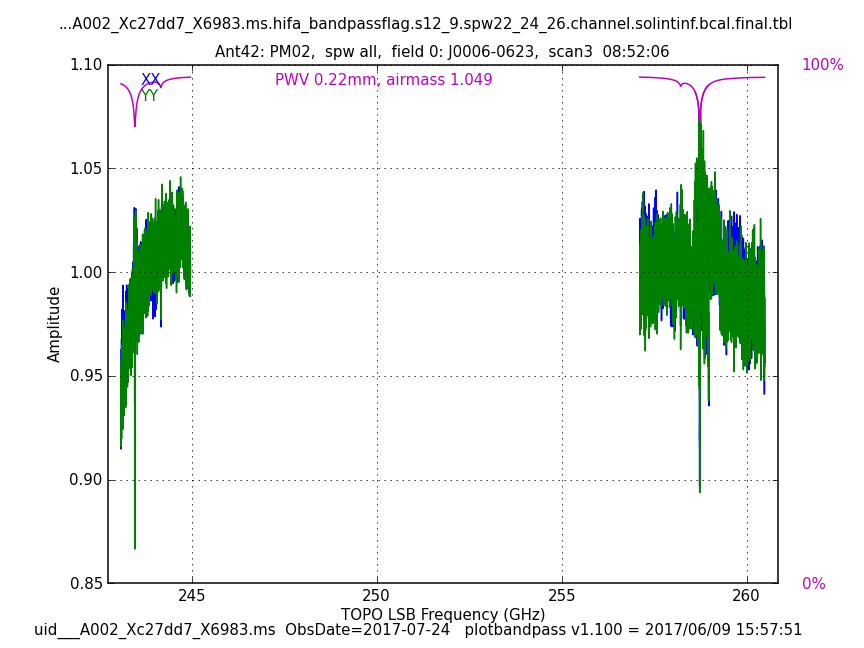 ...A002_Xc27dd7_X6983.ms.hifa_bandpassflag.s12_9.spw22_24_26.channel.solintinf.bcal.final.tbl
Ant42: PM02,  spw all,  field 0: J0006-0623,  scan3  08:52:06
1.10
XX
PWV 0.22mm, airmass 1.049
100%
YY
1.05
1.00
Amplitude
0.95
0.90
0.85
0%
245
250
255
260
TOPO LSB Frequency (GHz)
uid___A002_Xc27dd7_X6983.ms  ObsDate=2017-07-24   plotbandpass v1.100 = 2017/06/09 15:57:51